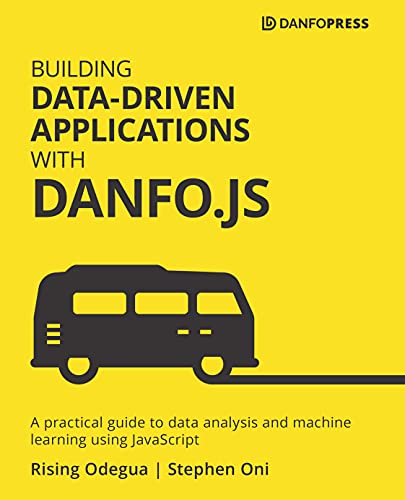 DANFOPRESS
BUILDING
DATA-DRIVEN
APPLICATIONS
WITH
DANFO.JS
A practical guide to data analysis and machine
learning using JavaScript
Rising Odegua | Stephen Oni